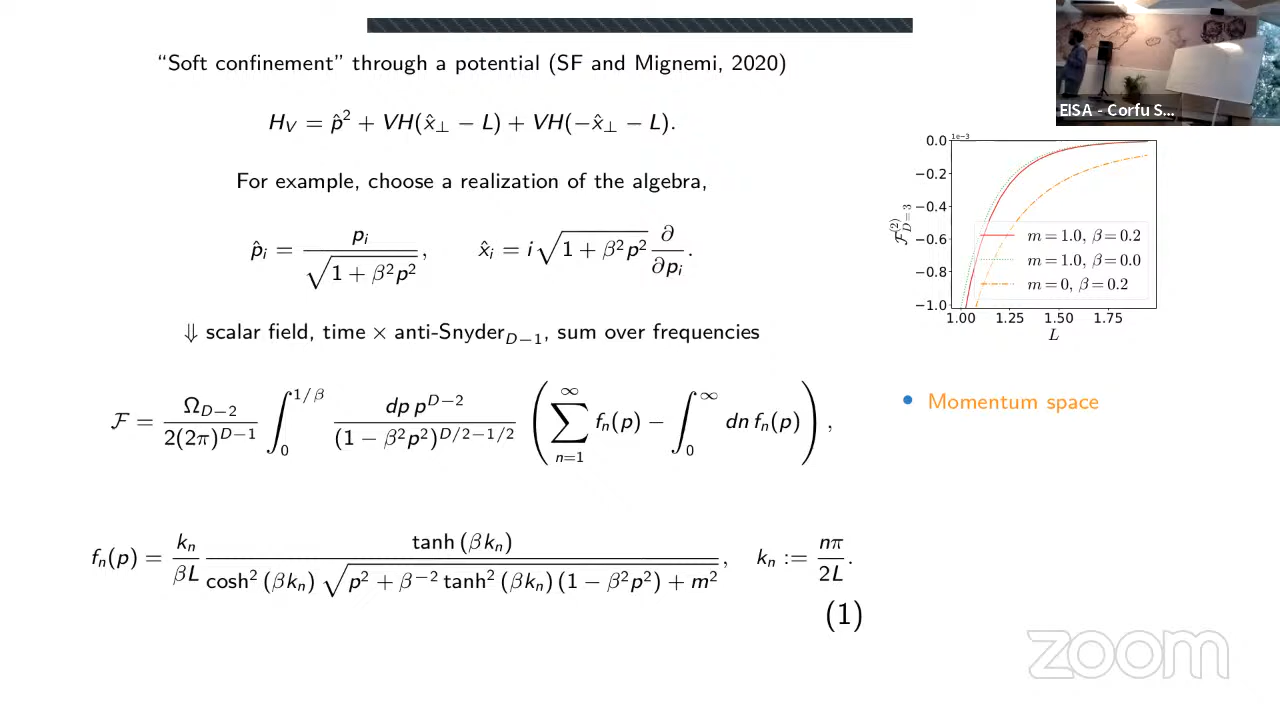 “Soft confinement” through a potential (SF and Mignemi, 2020)
H_V = p̂² + VH(x̂_⊥ − L) + VH(−x̂_⊥ − L).
For example, choose a realization of the algebra,
p̂_i = p_i / √(1 + β²p²), x̂_i = i√(1 + β²p²) ∂/∂p_i.
⇓ scalar field, time × anti-Snyder_{D−1}, sum over frequencies
ℱ = Ω_{D−2} / 2(2π)^{D−1} ∫_0^{1/β} dp p^{D−2} / (1 − β²p²)^{D/2−1/2} ( ∑_{n=1}^{∞} f_n(p) − ∫_0^∞ dn f_n(p) ),
f_n(p) = k_n / βL tanh (βk_n) / cosh² (βk_n) √(p² + β^{−2} tanh² (βk_n) (1 − β²p²) + m²), k_n := nπ / 2L.
(1)
EISA - Corfu S...
1e−3
0.0
−0.2
−0.4
−0.6
−0.8
−1.0
ℱ^{(2)}_{D=3}
m = 1.0, β = 0.2
m = 1.0, β = 0.0
m = 0, β = 0.2
1.00 1.25 1.50 1.75
L
• Momentum space
zoom